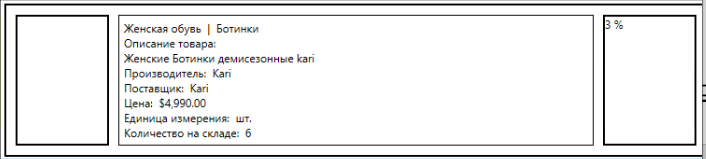 Женская обувь | Ботинки
Описание товара:
Женские Ботинки демисезонные kari
Производитель: Kari
Поставщик: Kari
Цена: $4,990.00
Единица измерения: шт.
Количество на складе: 6
3 %